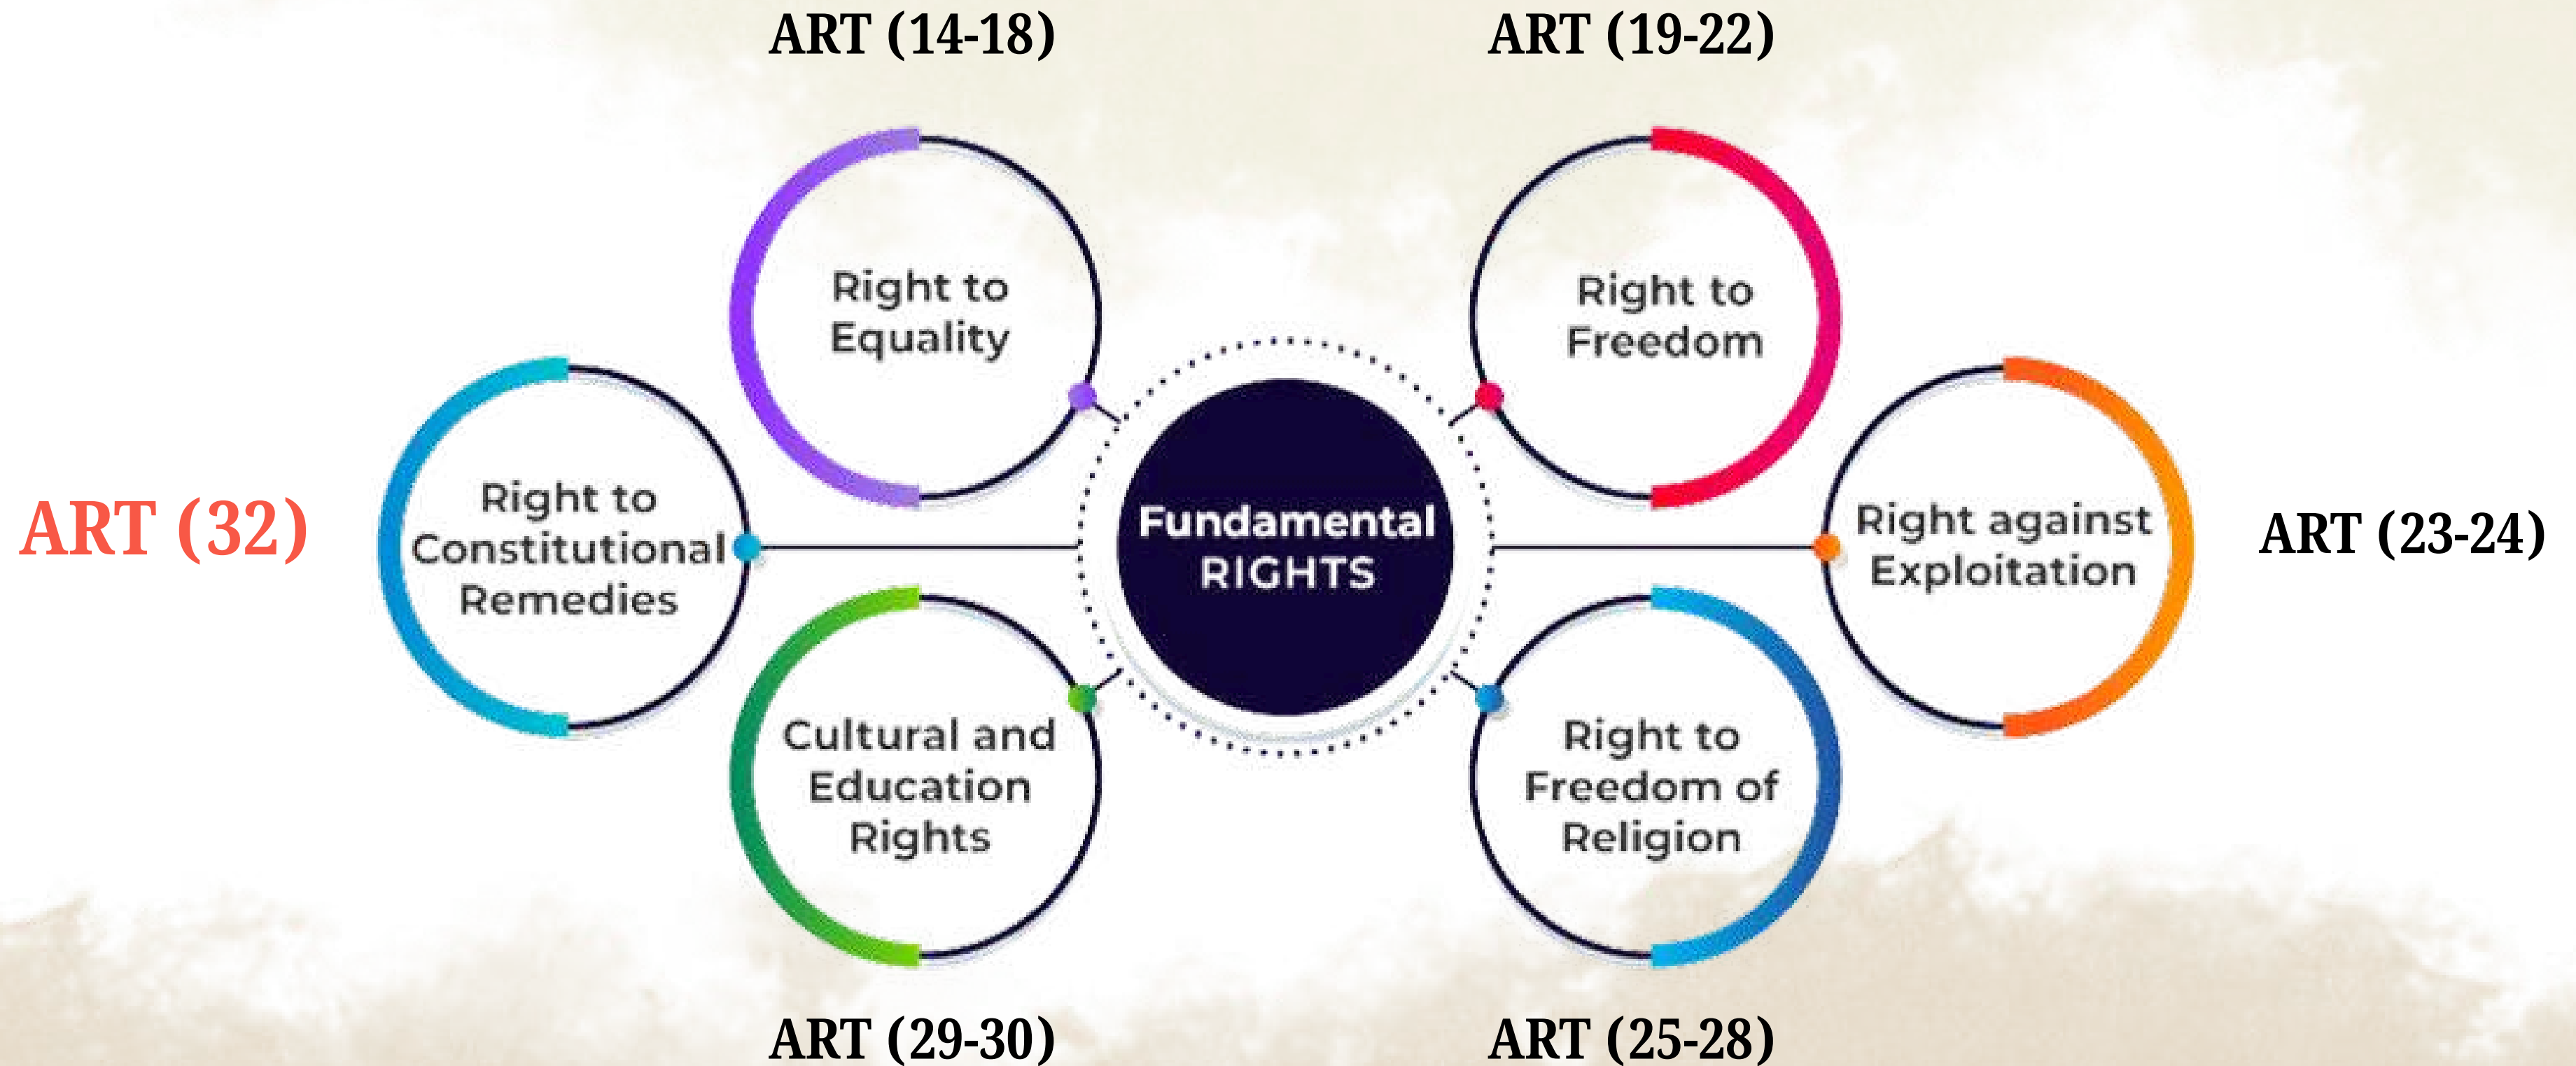 ART (14-18)
ART (19-22)
Right to
Equality
Right to
Freedom
ART (32)
Right to
Constitutional
Remedies
Fundamental
RIGHTS
Right against
Exploitation
ART (23-24)
Cultural and
Education
Rights
Right to
Freedom of
Religion
ART (29-30)
ART (25-28)